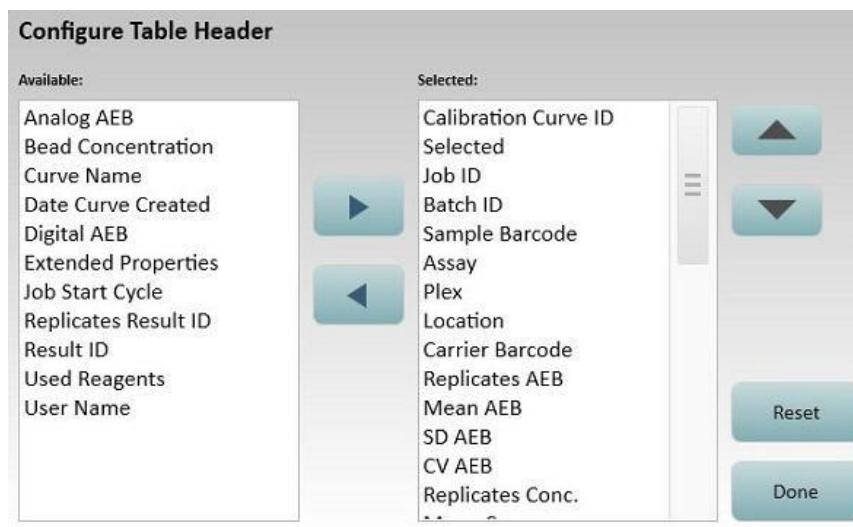 Configure Table Header
Available:
Analog AEB
Bead Concentration
Curve Name
Date Curve Created
Digital AEB
Extended Properties
Job Start Cycle
Replicates Result ID
Result ID
Used Reagents
User Name
Selected:
Calibration Curve ID
Selected
Job ID
Batch ID
Sample Barcode
Assay
Plex
Location
Carrier Barcode
Replicates AEB
Mean AEB
SD AEB
CV AEB
Replicates Conc.
Reset
Done